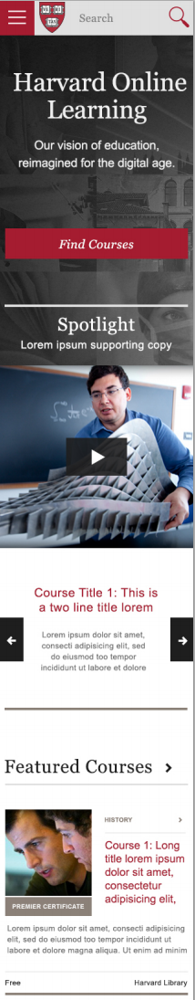 Search
Harvard Online
Learning
Our vision of education,
reimagined for the digital age.
Find Courses
Spotlight
Lorem ipsum supporting copy
Course Title 1: This is
a two line title lorem
Lorem ipsum dolor sit amet,
consecti adipisicing elit, sed
do eiusmod too tempor
incididunt ut labore et dolore
Featured Courses
HISTORY
Course 1: Long
title lorem ipsum
dolor sit amet,
consectetur
adipisicing elit,
PREMIER CERTIFICATE
Lorem ipsum dolor sit amet, consectetur adipisicing
elit, sed do eiusmod tempor incididunt ut
labore et dolore magna aliqua. Ut enim ad minim
Free
Harvard Library